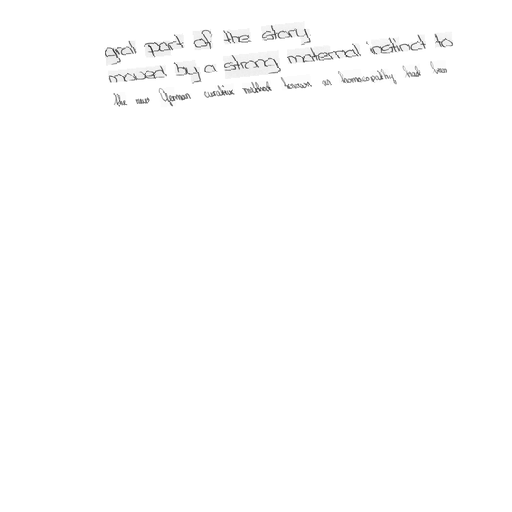 gral part of the story
moved by a strong maternal instinct to
the new German curative method known as homoeopathy had been